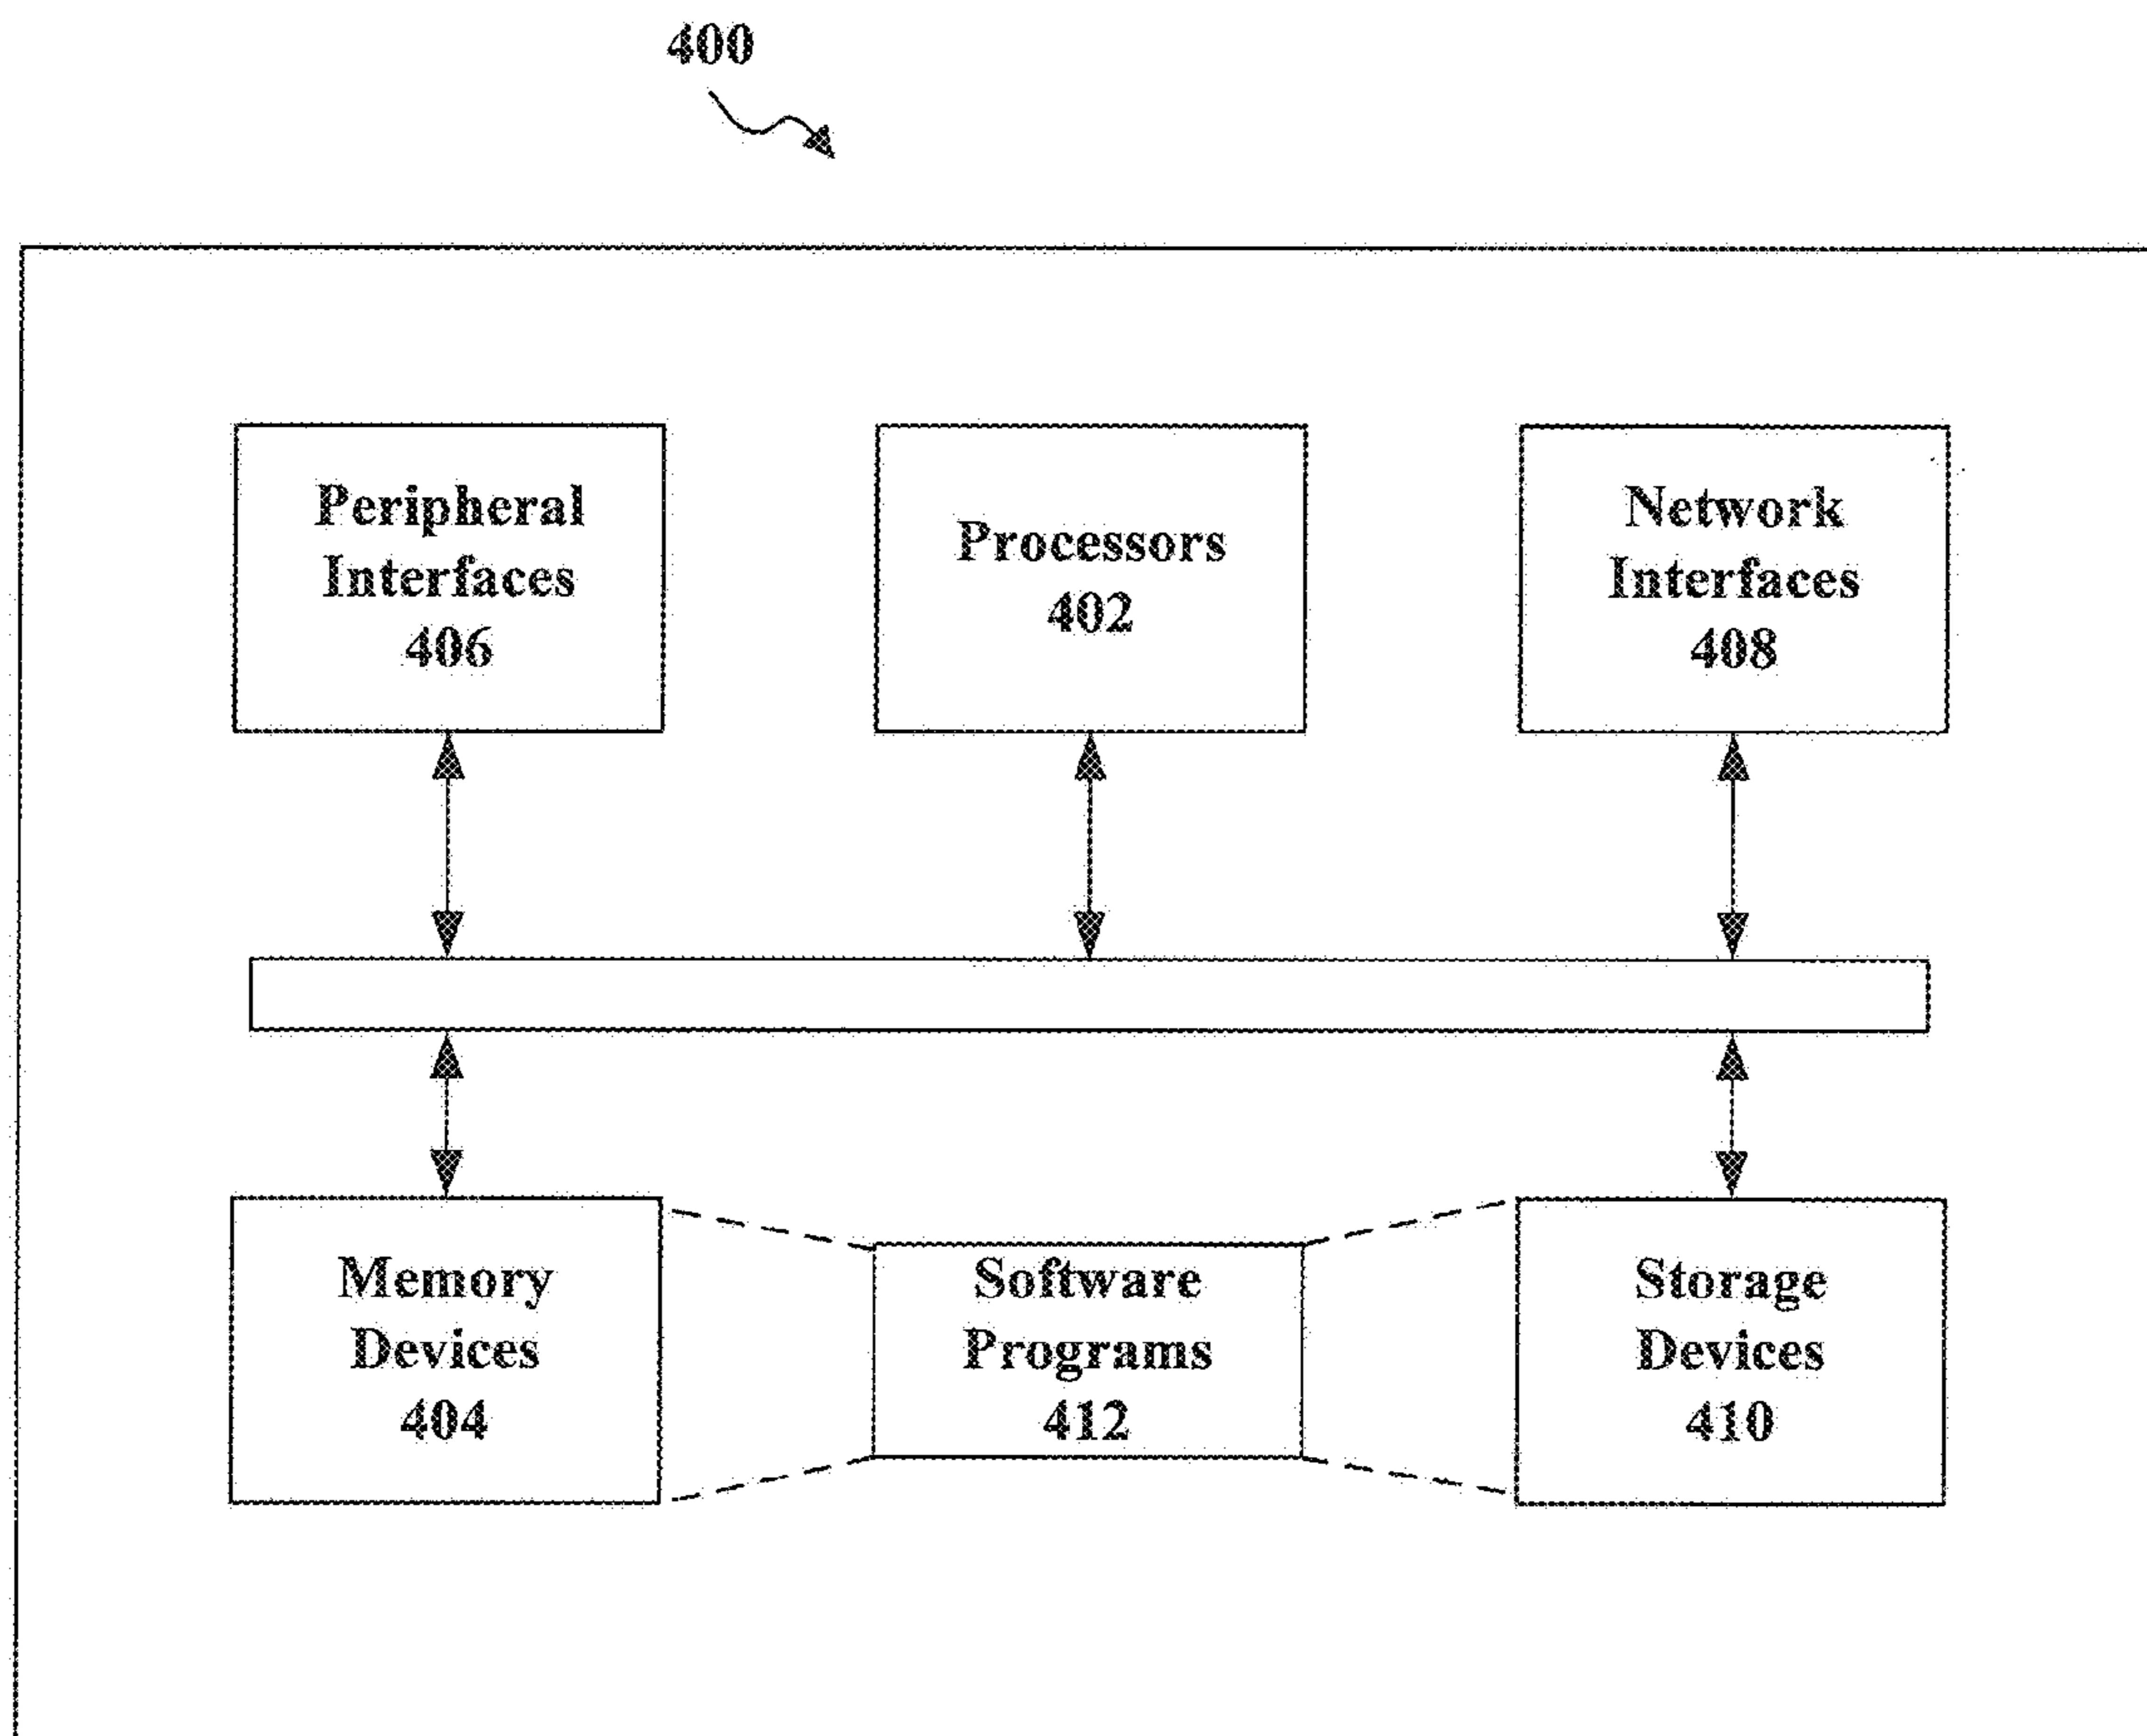 400
Peripheral
Interfaces
406
Processors
402
Network
Interfaces
408
Memory
Devices
404
Software
Programs
412
Storage
Devices
410